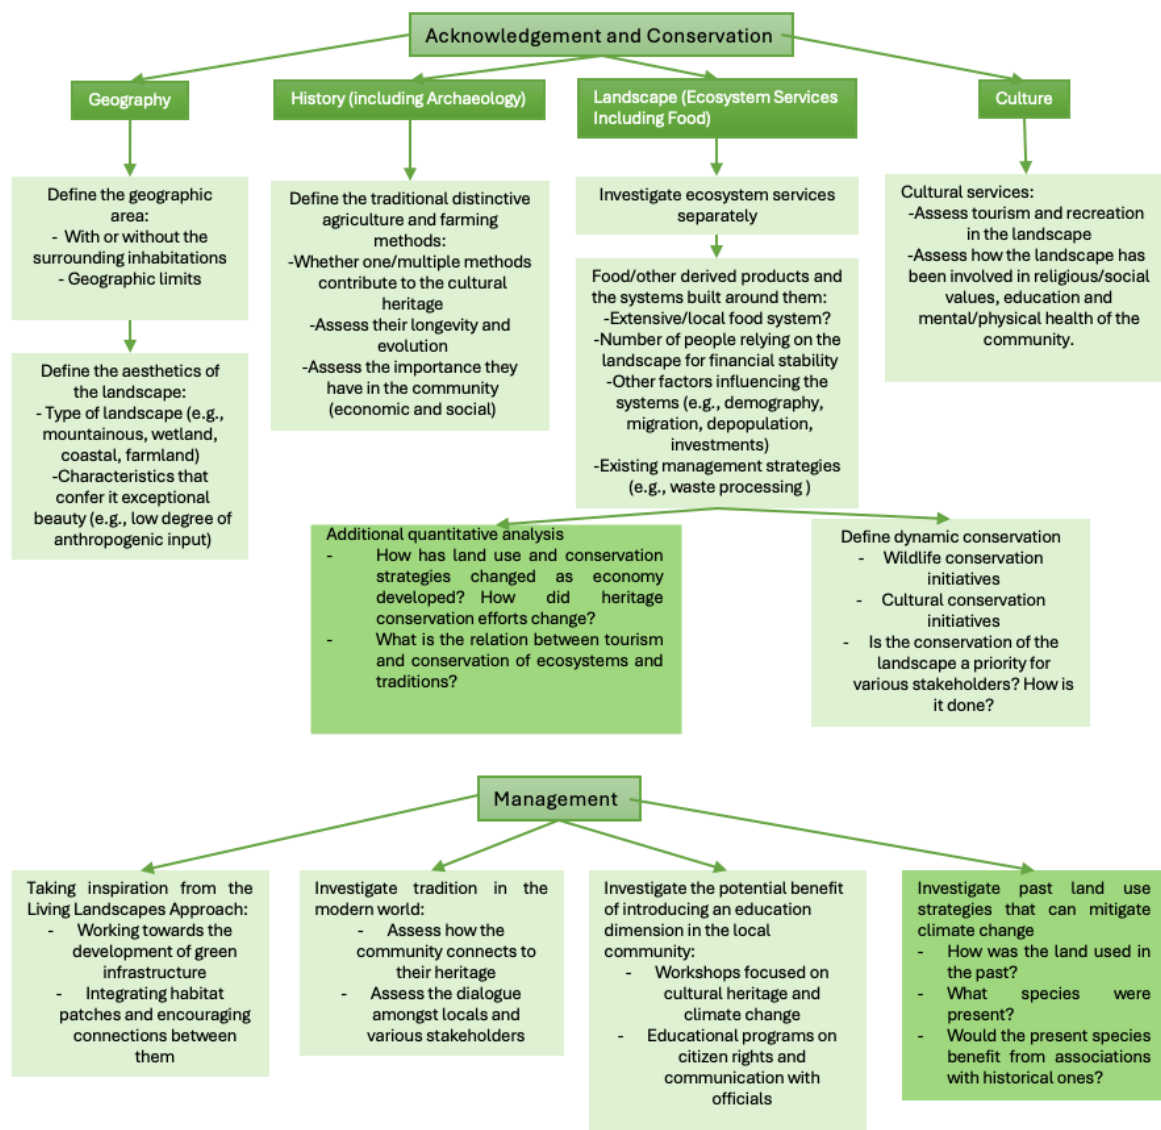 Acknowledgement and Conservation
Geography
History (including Archaeology)
Landscape (Ecosystem Services
Including Food)
Culture
Define the geographic
area:
- With or without the
surrounding inhabitations
- Geographic limits
Define the aesthetics of
the landscape:
- Type of landscape (e.g.,
mountainous, wetland,
coastal, farmland)
-Characteristics that
confer it exceptional
beauty (e.g., low degree of
anthropogenic input)
Define the traditional distinctive
agriculture and farming
methods:
-Whether one/multiple methods
contribute to the cultural
heritage
-Assess their longevity and
evolution
-Assess the importance they
have in the community
(economic and social)
Investigate ecosystem services
separately
Food/other derived products and
the systems built around them:
-Extensive/local food system?
-Number of people relying on the
landscape for financial stability
-Other factors influencing the
systems (e.g., demography,
migration, depopulation,
investments)
-Existing management strategies
(e.g., waste processing )
Cultural services:
-Assess tourism and recreation
in the landscape
-Assess how the landscape has
been involved in religious/social
values, education and
mental/physical health of the
community.
Additional quantitative analysis
- How has land use and conservation
strategies changed as economy
developed? How did heritage
conservation efforts change?
- What is the relation between tourism
and conservation of ecosystems and
traditions?
Define dynamic conservation
- Wildlife conservation
initiatives
- Cultural conservation
initiatives
- Is the conservation of the
landscape a priority for
various stakeholders? How is
it done?
Management
Taking inspiration from the
Living Landscapes Approach:
- Working towards the
development of green
infrastructure
- Integrating habitat
patches and encouraging
connections between
them
Investigate tradition in the
modern world:
- Assess how the
community connects to
their heritage
- Assess the dialogue
amongst locals and
various stakeholders
Investigate the potential benefit
of introducing an education
dimension in the local
community:
- Workshops focused on
cultural heritage and
climate change
- Educational programs on
citizen rights and
communication with
officials
Investigate past land use
strategies that can mitigate
climate change
- How was the land used in
the past?
- What species were
present?
- Would the present species
benefit from associations
with historical ones?